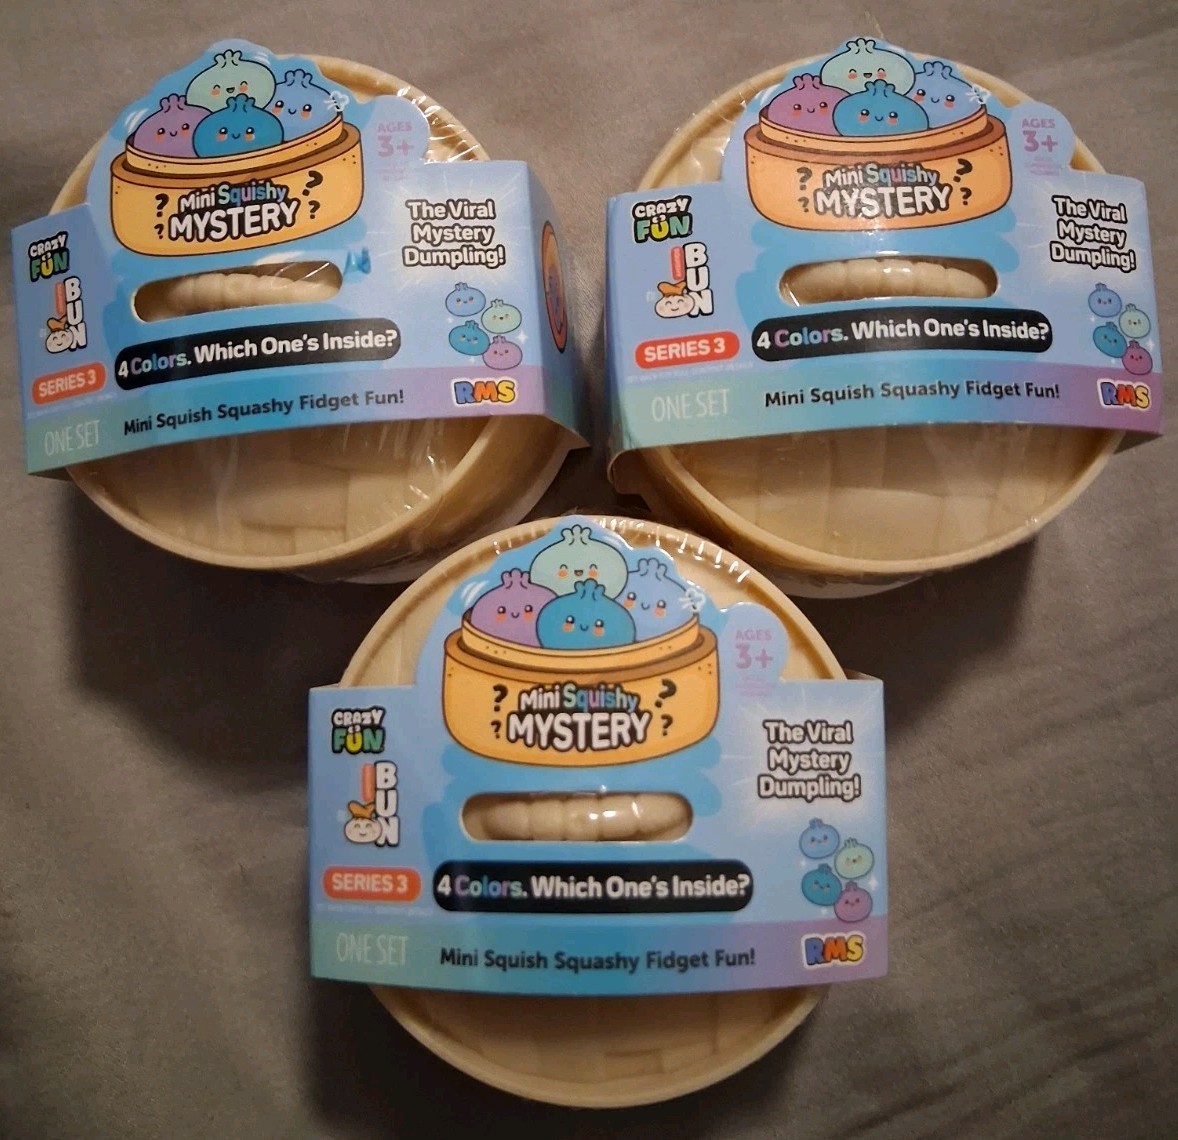 AGES
3+
Mini Squishy
MYSTERY
? ? ? ?
The Viral
Mystery
Dumpling!
CRAZY
FUN
BUN
4 Colors. Which One's Inside?
SERIES 3
RMS
ONE SET
Mini Squish Squashy Fidget Fun!
AGES
3+
Mini Squishy
MYSTERY
? ? ? ?
The Viral
Mystery
Dumpling!
CRAZY
FUN
BUN
4 Colors. Which One's Inside?
SERIES 3
RMS
ONE SET
Mini Squish Squashy Fidget Fun!
AGES
3+
Mini Squishy
MYSTERY
? ? ? ?
The Viral
Mystery
Dumpling!
CRAZY
FUN
BUN
SERIES 3
4 Colors. Which One's Inside?
ONE SET
Mini Squish Squashy Fidget Fun!
RMS